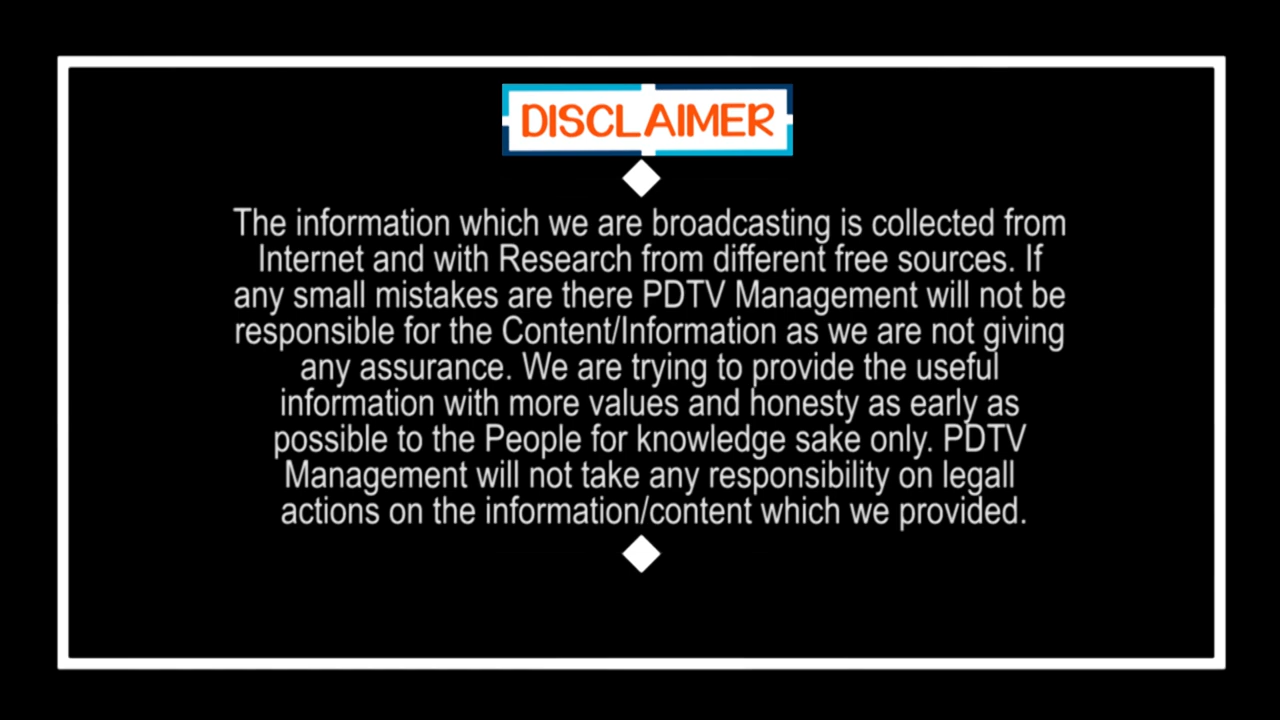 DISCLAIMER
The information which we are broadcasting is collected from
Internet and with Research from different free sources. If
any small mistakes are there PDTV Management will not be
responsible for the Content/Information as we are not giving
any assurance. We are trying to provide the useful
information with more values and honesty as early as
possible to the People for knowledge sake only. PDTV
Management will not take any responsibility on legall
actions on the information/content which we provided.